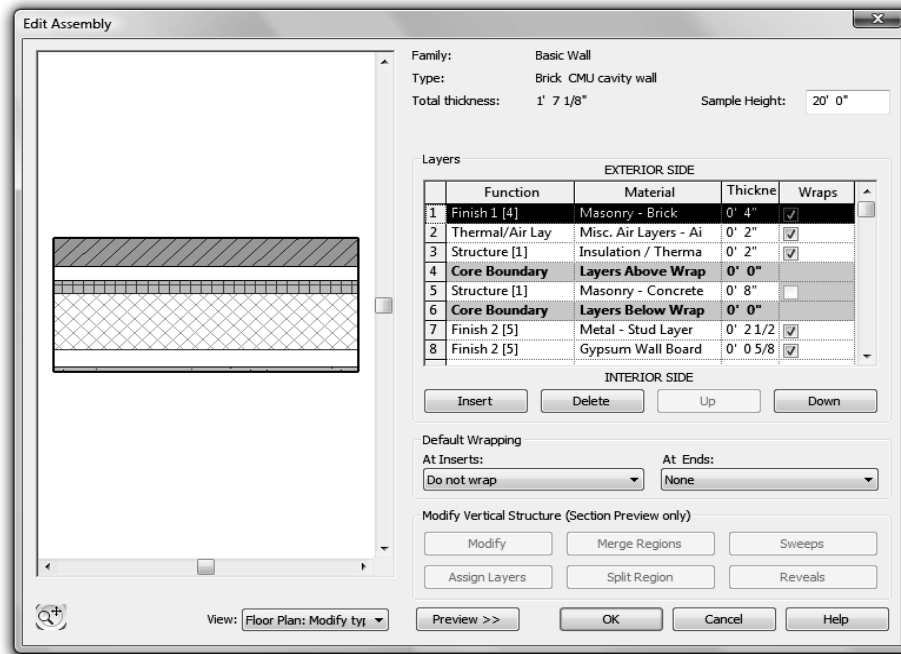 Edit Assembly
Family: Basic Wall
Type: Brick CMU cavity wall
Total thickness: 1' 7 1/8" Sample Height: 20' 0"
Layers
EXTERIOR SIDE
Function Material Thickne Wraps
1 Finish 1 [4] Masonry - Brick 0' 4"
2 Thermal/Air Lay Misc. Air Layers - Ai 0' 2"
3 Structure [1] Insulation / Therma 0' 2"
4 Core Boundary Layers Above Wrap 0' 0"
5 Structure [1] Masonry - Concrete 0' 8"
6 Core Boundary Layers Below Wrap 0' 0"
7 Finish 2 [5] Metal - Stud Layer 0' 2 1/2
8 Finish 2 [5] Gypsum Wall Board 0' 0 5/8
INTERIOR SIDE
Insert Delete Up Down
Default Wrapping
At Inserts: At Ends:
Do not wrap None
Modify Vertical Structure (Section Preview only)
Modify Merge Regions Sweeps
Assign Layers Split Region Reveals
View: Floor Plan: Modify typ Preview >> OK Cancel Help